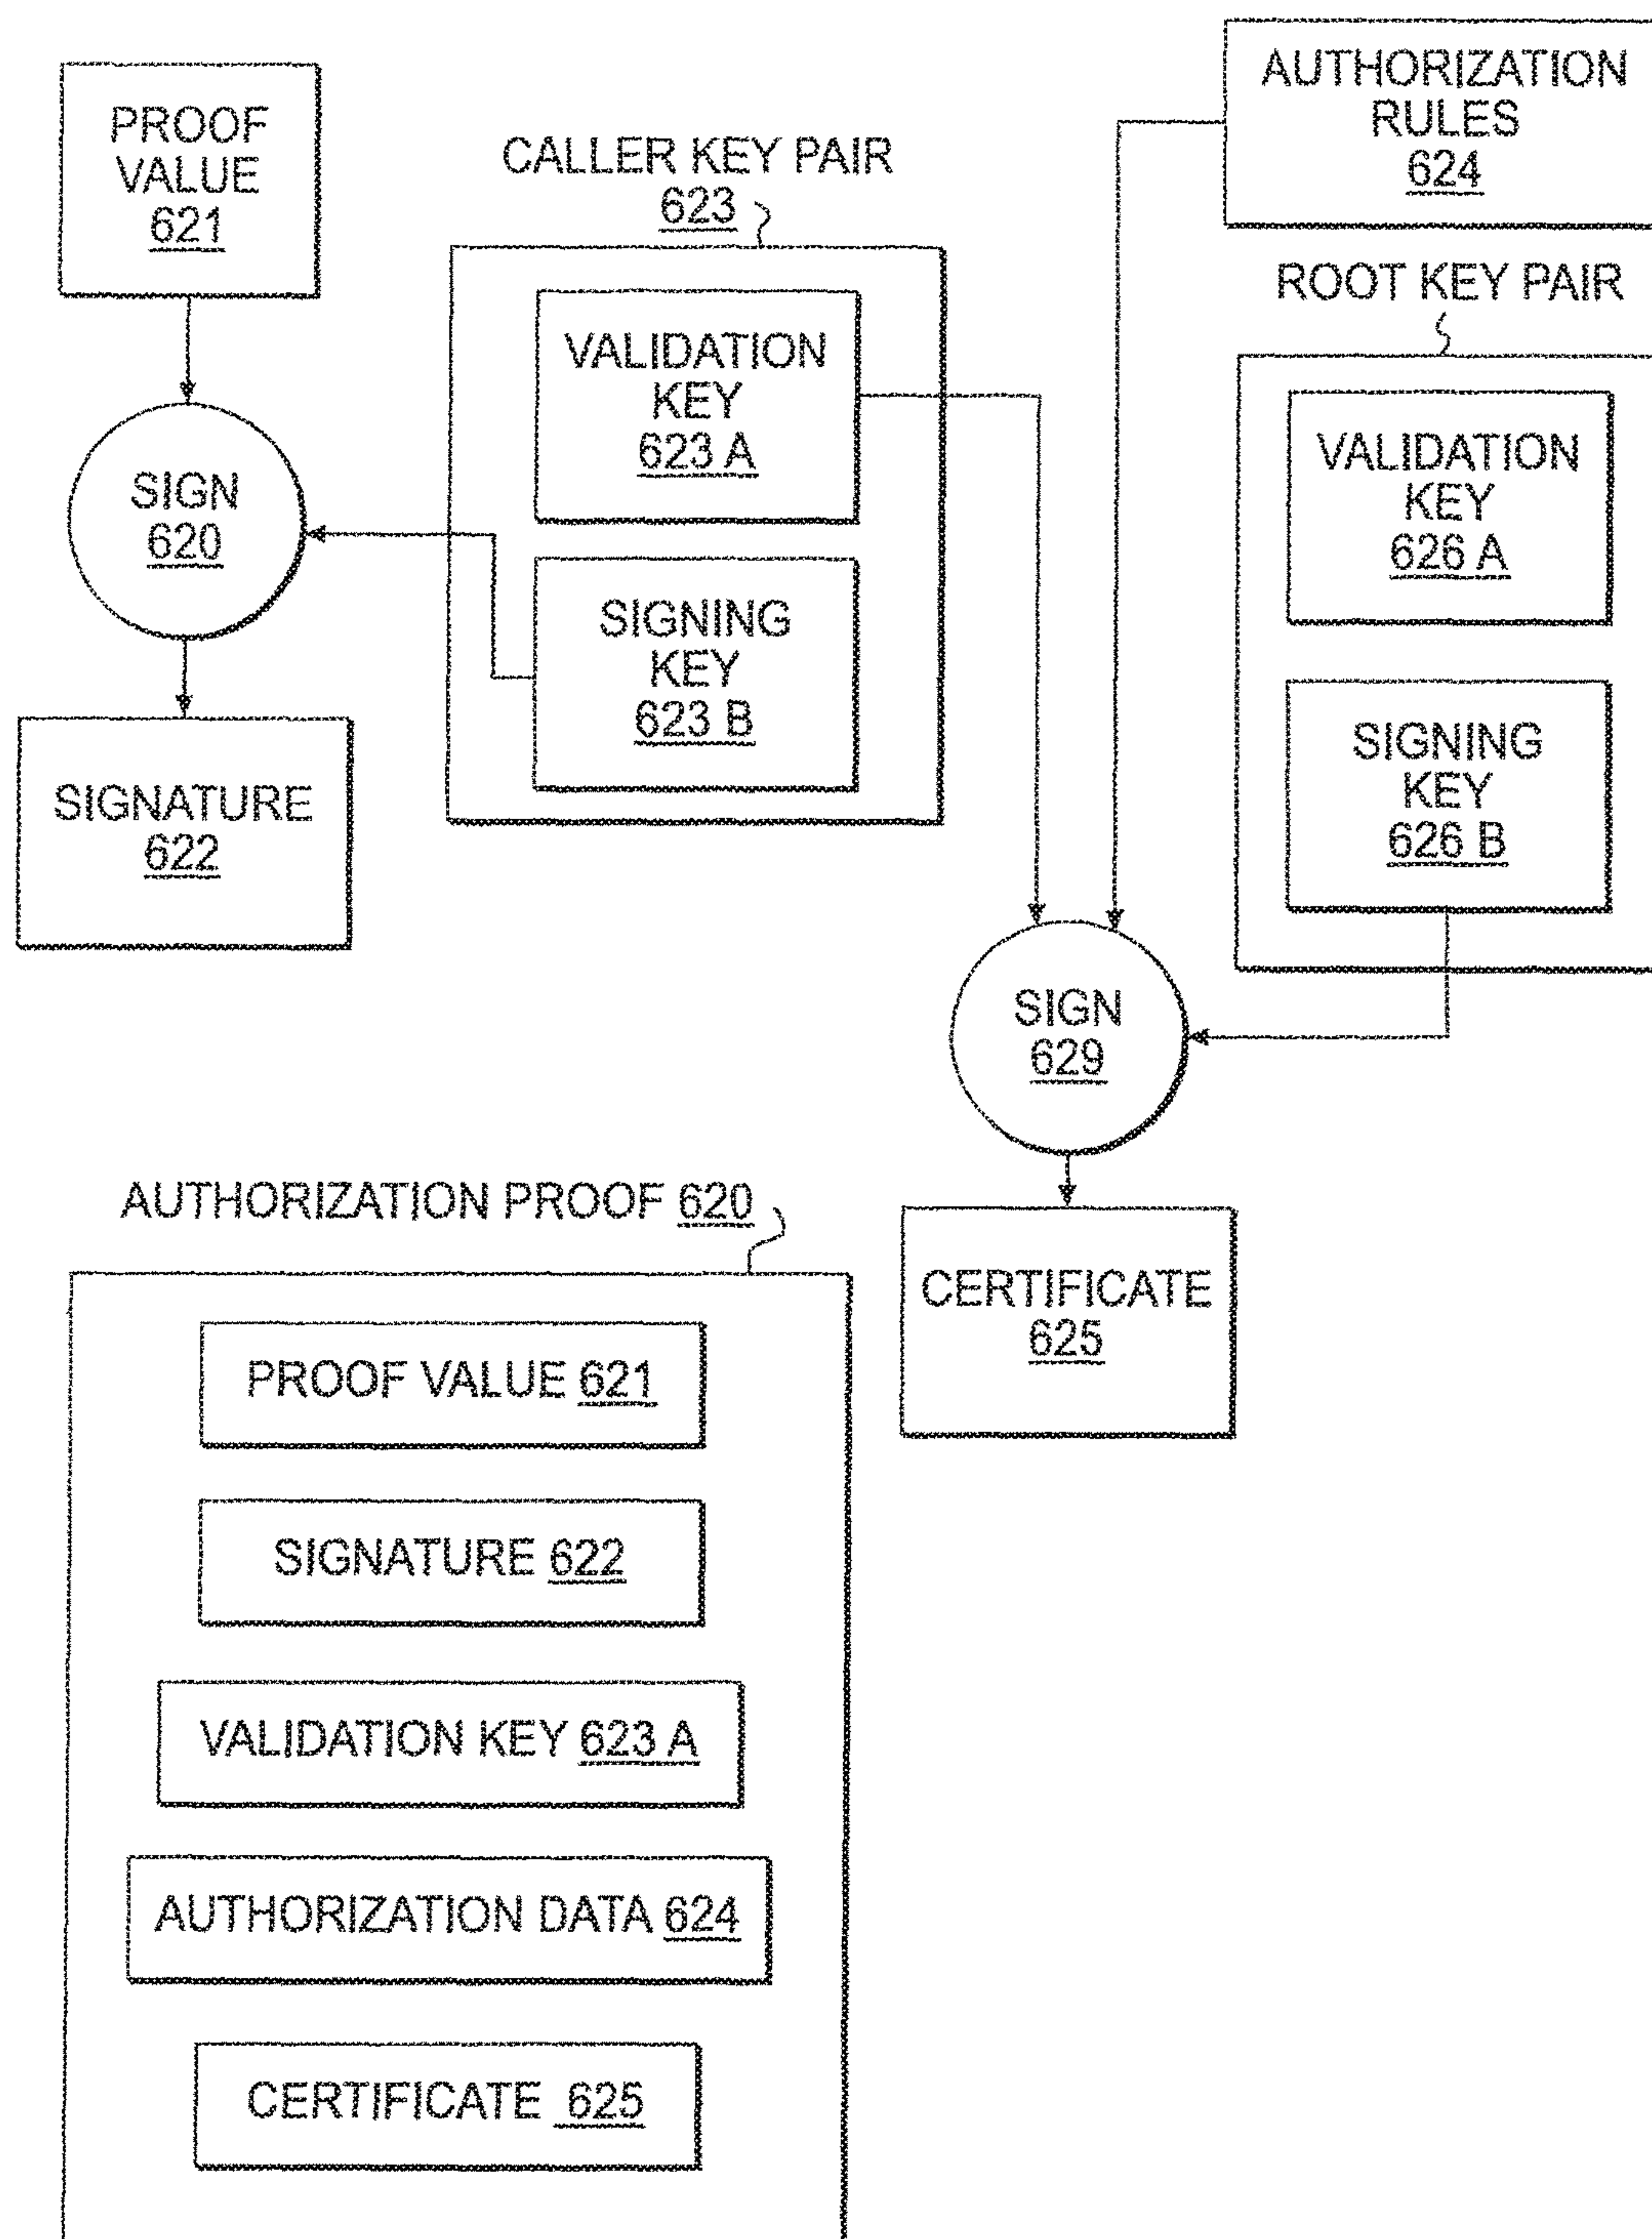 PROOF
VALUE
621
CALLER KEY PAIR
623
AUTHORIZATION
RULES
624
ROOT KEY PAIR
VALIDATION
KEY
623 A
SIGNING
KEY
623 B
VALIDATION
KEY
626 A
SIGNING
KEY
626 B
SIGN
620
SIGNATURE
622
SIGN
629
CERTIFICATE
625
AUTHORIZATION PROOF 620
PROOF VALUE 621
SIGNATURE 622
VALIDATION KEY 623 A
AUTHORIZATION DATA 624
CERTIFICATE 625